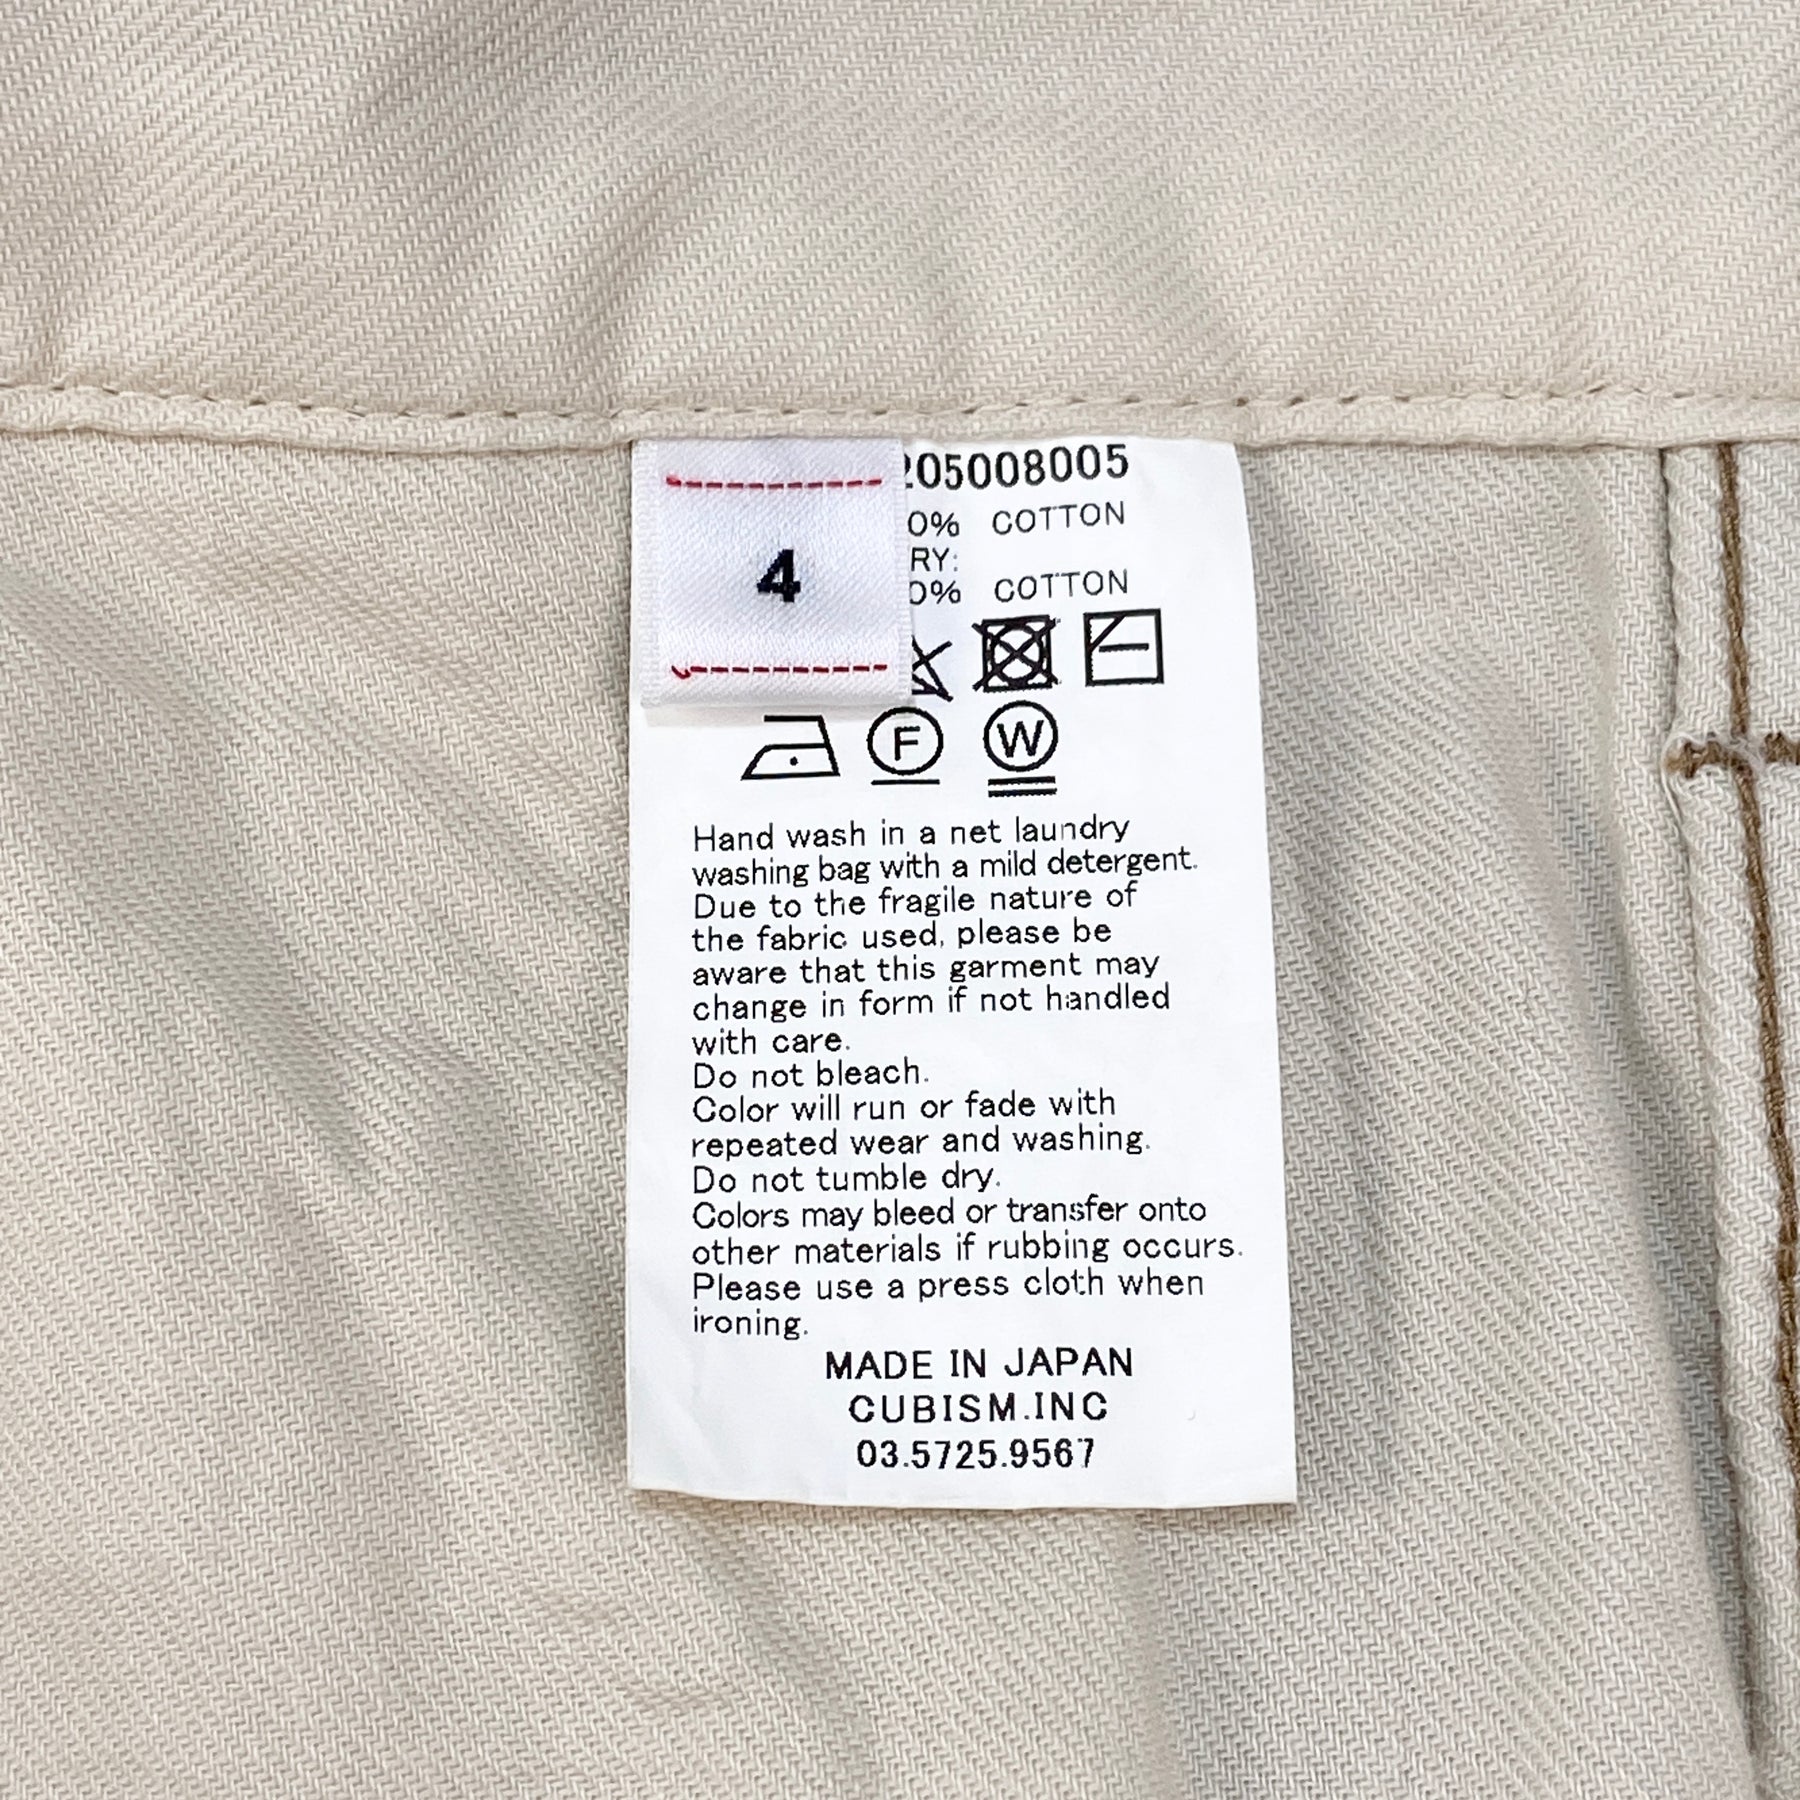 4
205008005
0% COTTON
RY:
0% COTTON
F W
Hand wash in a net laundry
washing bag with a mild detergent.
Due to the fragile nature of
the fabric used, please be
aware that this garment may
change in form if not handled
with care.
Do not bleach.
Color will run or fade with
repeated wear and washing.
Do not tumble dry.
Colors may bleed or transfer onto
other materials if rubbing occurs.
Please use a press cloth when
ironing.
MADE IN JAPAN
CUBISM.INC
03.5725.9567